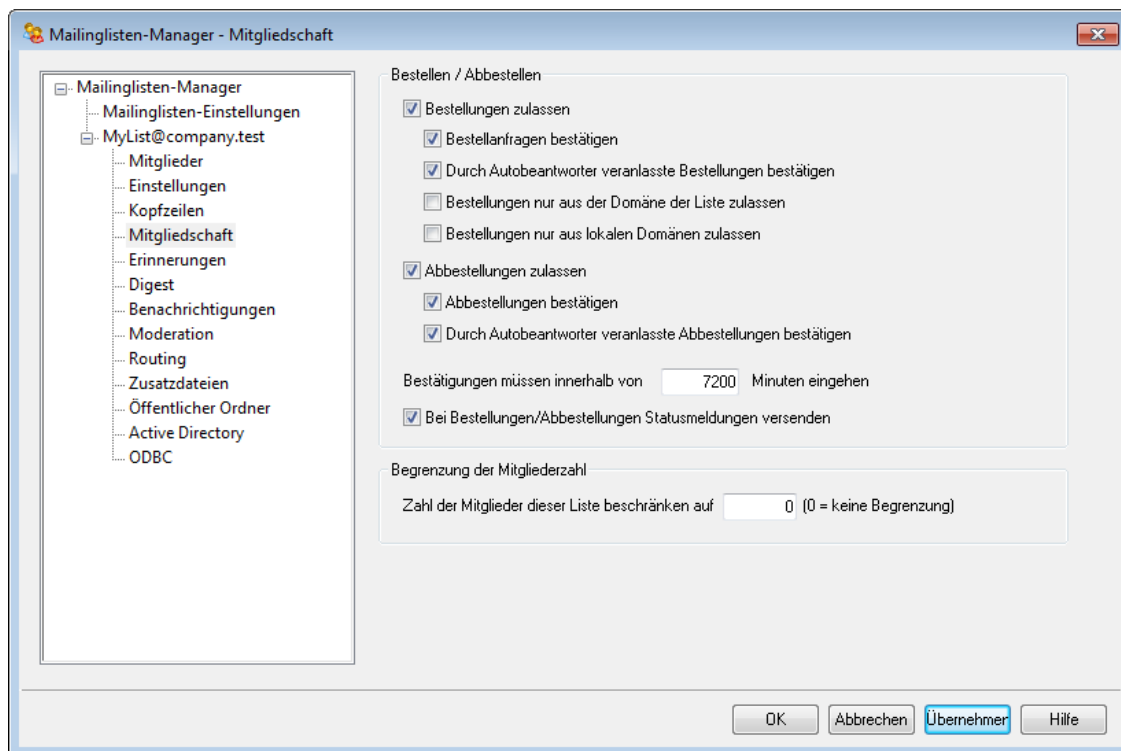 Mailinglisten-Manager - Mitgliedschaft
Mailinglisten-Manager
Mailinglisten-Einstellungen
MyList@company.test
Mitglieder
Einstellungen
Kopfzeilen
Mitgliedschaft
Erinnerungen
Digest
Benachrichtigungen
Moderation
Routing
Zusatzdateien
Öffentlicher Ordner
Active Directory
ODBC
Bestellen / Abbestellen
Bestellungen zulassen
Bestellanfragen bestätigen
Durch Autobeantworter veranlasste Bestellungen bestätigen
Bestellungen nur aus der Domäne der Liste zulassen
Bestellungen nur aus lokalen Domänen zulassen
Abbestellungen zulassen
Abbestellungen bestätigen
Durch Autobeantworter veranlasste Abbestellungen bestätigen
Bestätigungen müssen innerhalb von 7200 Minuten eingehen
Bei Bestellungen/Abbestellungen Statusmeldungen versenden
Begrenzung der Mitgliederzahl
Zahl der Mitglieder dieser Liste beschränken auf 0 (0 = keine Begrenzung)
OK Abbrechen Übernehmer Hilfe